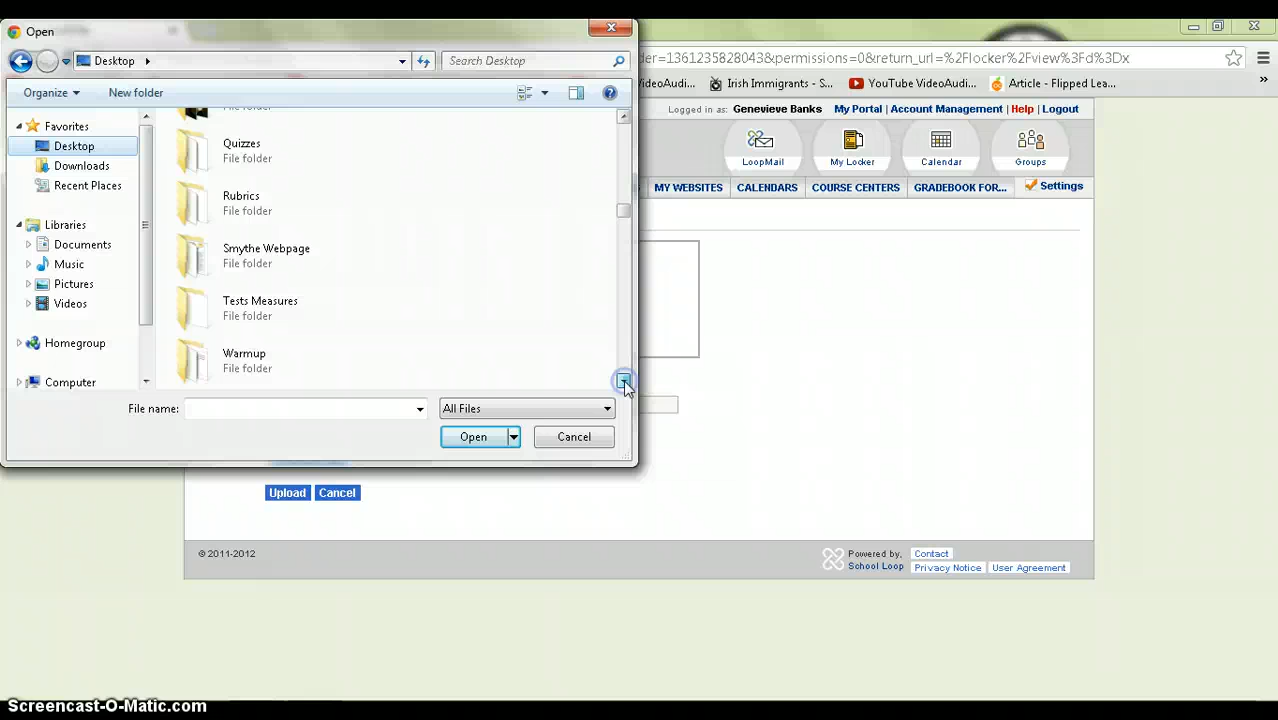 Open
Desktop
Search Desktop
Organize
New folder
Favorites
Desktop
Downloads
Recent Places
Libraries
Documents
Music
Pictures
Videos
Homegroup
Computer
File folder
Quizzes
File folder
Rubrics
File folder
Smythe Webpage
File folder
Tests Measures
File folder
Warmup
File folder
File name:
All Files
Open
Cancel
der=1361235828043&permissions=0&return_url=%2Flocker%2Fview%3Fd%3Dx
ouTube VideoAudi...
Irish Immigrants - S...
YouTube VideoAudi...
Article - Flipped Lea...
Logged in as: Genevieve Banks My Portal | Account Management | Help | Logout
LoopMail
My Locker
Calendar
Groups
MY WEBSITES
CALENDARS
COURSE CENTERS
GRADEBOOK FOR...
Settings
Upload
Cancel
© 2011-2012
Powered by,
School Loop
Contact
Privacy Notice
User Agreement
Screencast-O-Matic.com